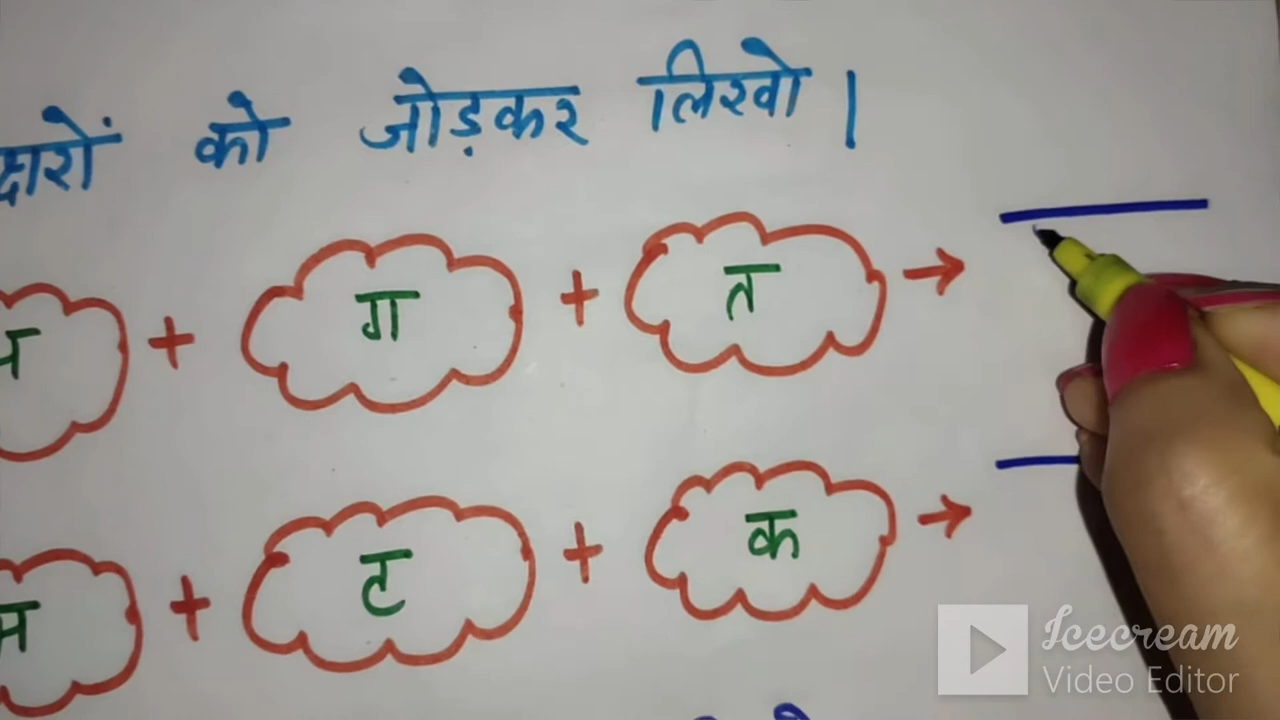 क्षरों को जोड़कर लिखो।
+ ग + त →
+ ट + क →
Icecream
Video Editor